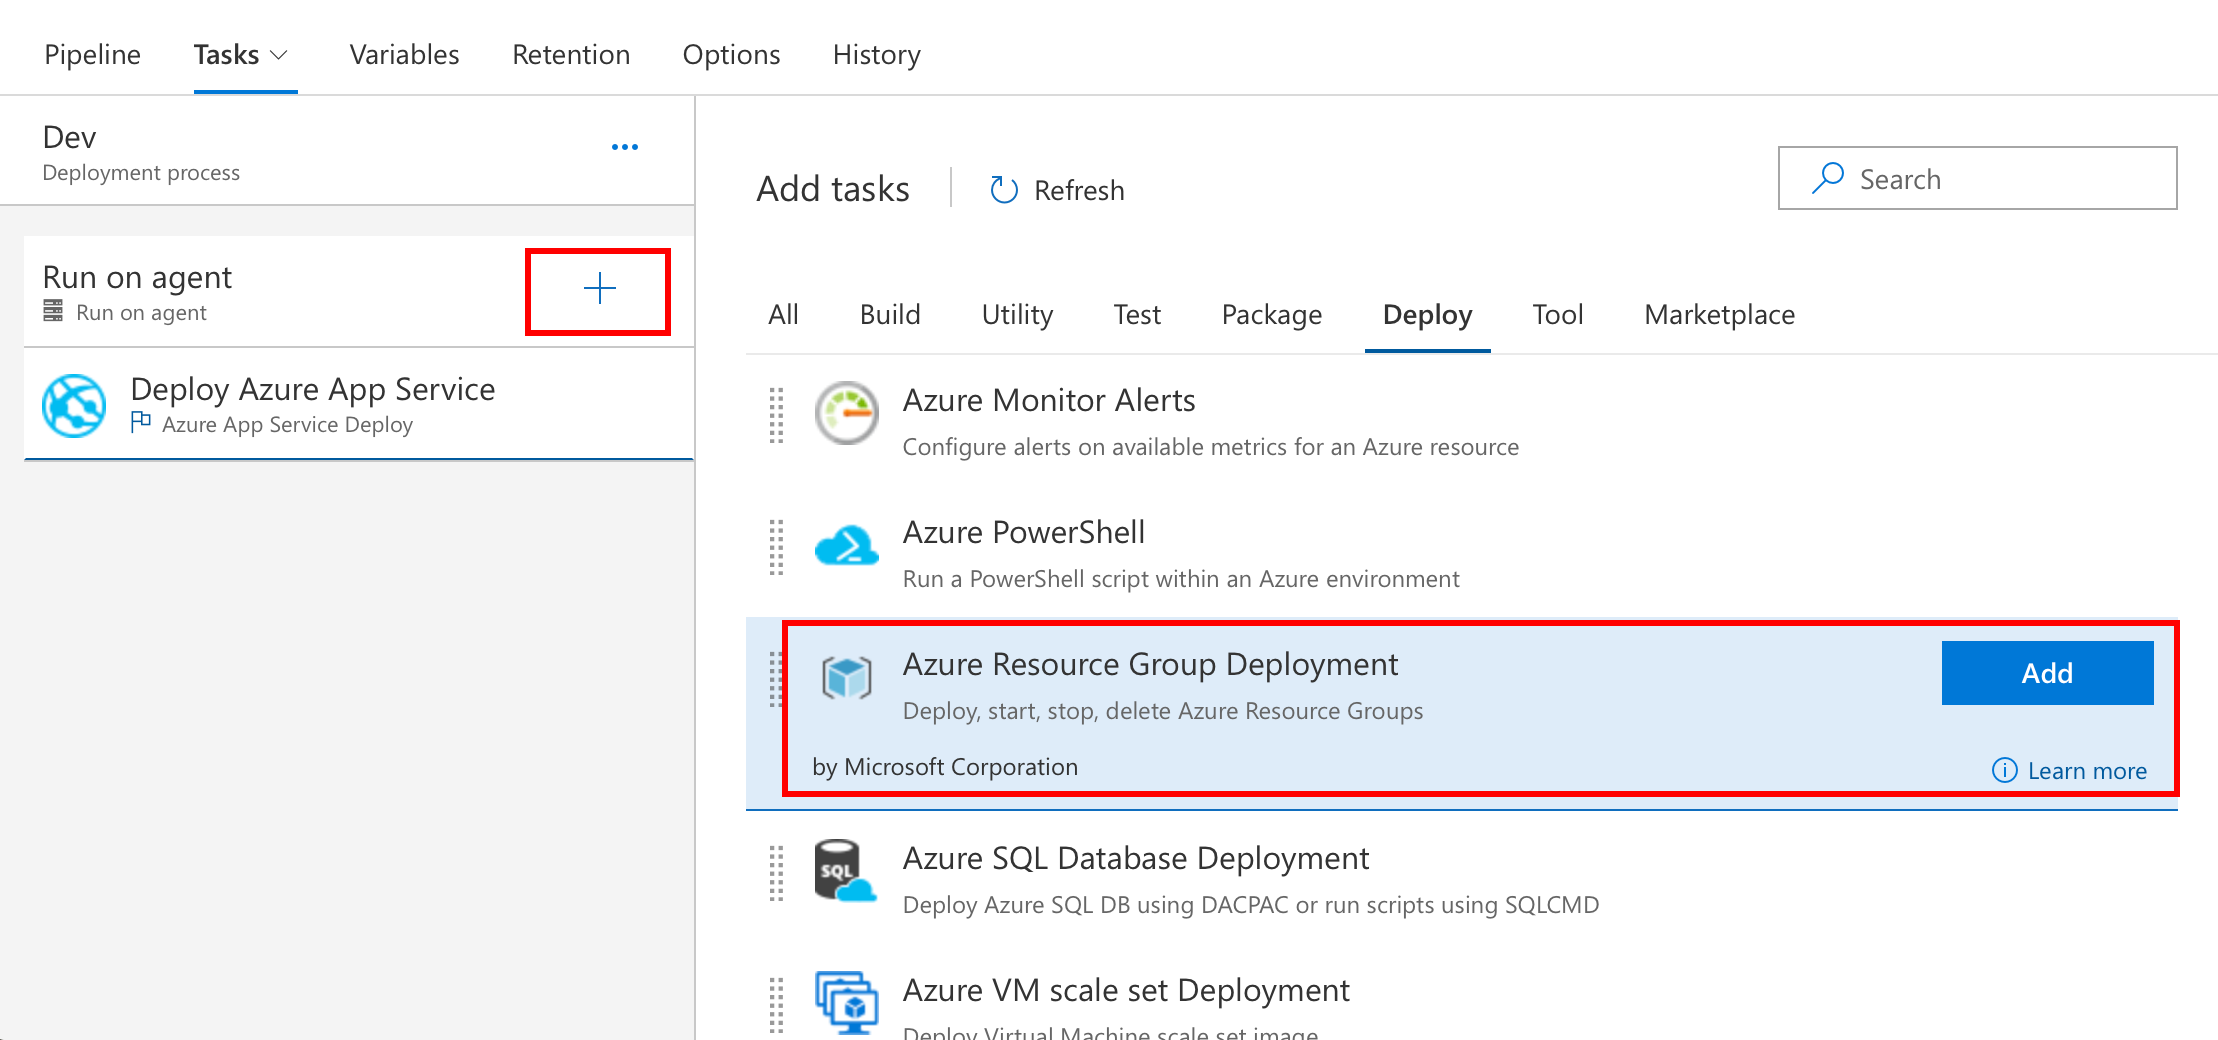 Pipeline Tasks Variables Retention Options History
Dev
Deployment process
Run on agent
Run on agent
Deploy Azure App Service
Azure App Service Deploy
Add tasks Refresh Search
All Build Utility Test Package Deploy Tool Marketplace
Azure Monitor Alerts
Configure alerts on available metrics for an Azure resource
Azure PowerShell
Run a PowerShell script within an Azure environment
Azure Resource Group Deployment
Add
Deploy, start, stop, delete Azure Resource Groups
by Microsoft Corporation
Learn more
SQL
Azure SQL Database Deployment
Deploy Azure SQL DB using DACPAC or run scripts using SQLCMD
Azure VM scale set Deployment
Deploy Virtual Machine scale set image